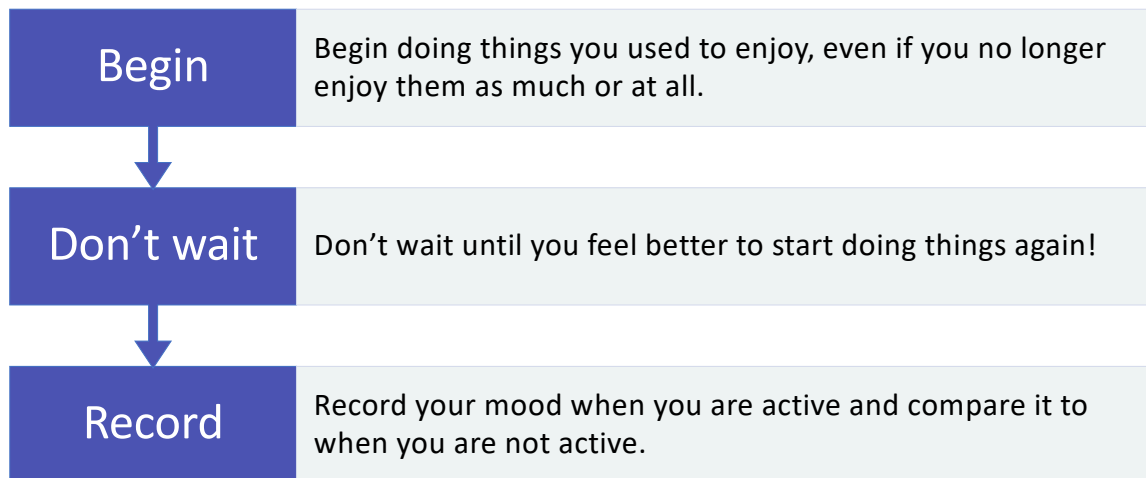 Begin
Begin doing things you used to enjoy, even if you no longer
enjoy them as much or at all.
Don’t wait
Don’t wait until you feel better to start doing things again!
Record
Record your mood when you are active and compare it to
when you are not active.